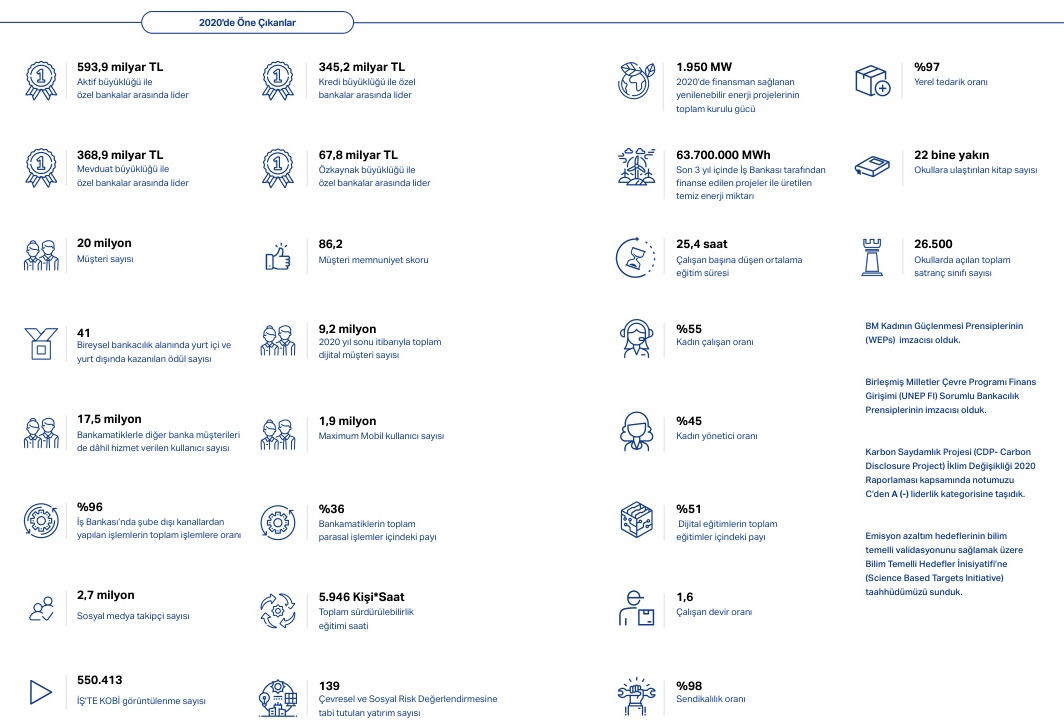 2020'de Öne Çıkanlar
593,9 milyar TL
Aktif büyüklüğü ile
özel bankalar arasında lider
345,2 milyar TL
Kredi büyüklüğü ile özel
bankalar arasında lider
1.950 MW
2020'de finansman sağlanan
yenilenebilir enerji projelerinin
toplam kurulu gücü
%97
Yerel tedarik oranı
368,9 milyar TL
Mevduat büyüklüğü ile
özel bankalar arasında lider
67,8 milyar TL
Özkaynak büyüklüğü ile
özel bankalar arasında lider
63.700.000 MWh
Son 3 yıl içinde İş Bankası tarafından
finanse edilen projeler ile üretilen
temiz enerji miktarı
22 bine yakın
Okullara ulaştırılan kitap sayısı
20 milyon
Müşteri sayısı
86,2
Müşteri memnuniyet skoru
25,4 saat
Çalışan başına düşen ortalama
eğitim süresi
26.500
Okullarda açılan toplam
satranç sınıfı sayısı
41
Bireysel bankacılık alanında yurt içi ve
yurt dışında kazanılan ödül sayısı
9,2 milyon
2020 yıl sonu itibarıyla toplam
dijital müşteri sayısı
%55
Kadın çalışan oranı
BM Kadının Güçlenmesi Prensiplerinin
(WEPs) imzacısı olduk.
Birleşmiş Milletler Çevre Programı Finans
Girişimi (UNEP FI) Sorumlu Bankacılık
Prensiplerinin imzacısı olduk.
17,5 milyon
Bankamatiklerle diğer banka müşterileri
de dâhil hizmet verilen kullanıcı sayısı
1,9 milyon
Maximum Mobil kullanıcı sayısı
%45
Kadın yönetici oranı
Karbon Saydamlık Projesi (CDP- Carbon
Disclosure Project) İklim Değişikliği 2020
Raporlaması kapsamında notumuzu
C'den A (-) liderlik kategorisine taşıdık.
%96
İş Bankası'nda şube dışı kanallardan
yapılan işlemlerin toplam işlemlere oranı
%36
Bankamatiklerin toplam
parasal işlemler içindeki payı
%51
Dijital eğitimlerin toplam
eğitimler içindeki payı
Emisyon azaltım hedeflerinin bilim
temelli validasyonunu sağlamak üzere
Bilim Temelli Hedefler İnisiyatifi'ne
(Science Based Targets Initiative)
taahhüdümüzü sunduk.
2,7 milyon
Sosyal medya takipçi sayısı
5.946 Kişi*Saat
Toplam sürdürülebilirlik
eğitimi saati
1,6
Çalışan devir oranı
550.413
İŞ'TE KOBİ görüntülenme sayısı
139
Çevresel ve Sosyal Risk Değerlendirmesine
tabi tutulan yatırım sayısı
%98
Sendikalılık oranı